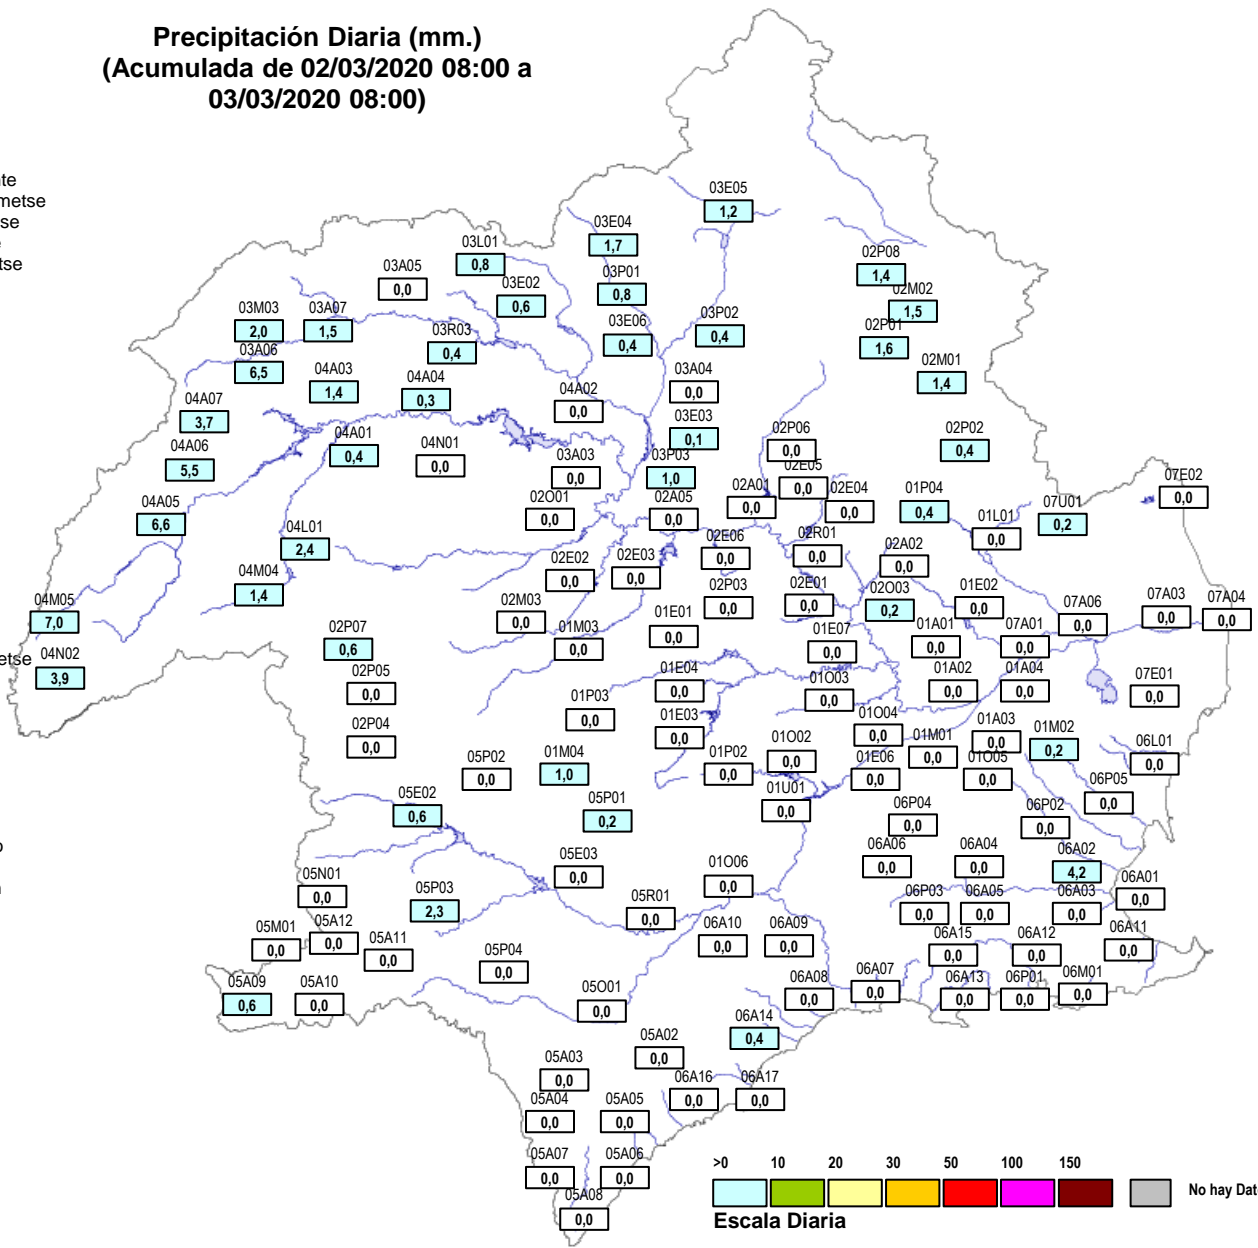 Precipitación Diaria (mm.)
(Acumulada de 02/03/2020 08:00 a
03/03/2020 08:00)
nte
metse
se
e
tse
etse
o
n
03E05
1,2
03E04
1,7
03L01
0,8
03A05
0,0
03E02
0,6
03P01
0,8
02P08
1,4
02M02
1,5
03M03
2,0
03A07
1,5
03R03
0,4
03E06
0,4
03P02
0,4
02P01
1,6
03A06
6,5
04A03
1,4
04A04
0,3
04A02
0,0
03A04
0,0
02M01
1,4
04A07
3,7
03E03
0,1
04A01
0,4
04N01
0,0
02P06
0,0
02P02
0,4
04A06
5,5
03A03
0,0
03P03
1,0
02E05
0,0
07E02
0,0
04A05
6,6
02O01
0,0
02A05
0,0
02A01
0,0
02E04
0,0
01P04
0,4
01L01
0,0
07U01
0,2
04L01
2,4
02E06
0,0
02R01
0,0
02A02
0,0
04M04
1,4
02E02
0,0
02E03
0,0
04M05
7,0
02M03
0,0
02P03
0,0
02E01
0,0
02O03
0,2
01E02
0,0
07A06
0,0
07A03
0,0
07A04
0,0
01E01
0,0
04N02
3,9
02P07
0,6
01M03
0,0
01E07
0,0
01A01
0,0
07A01
0,0
02P05
0,0
01E04
0,0
01O03
0,0
01A02
0,0
01A04
0,0
07E01
0,0
02P04
0,0
01P03
0,0
01E03
0,0
01O04
0,0
01A03
0,0
01M02
0,2
05P02
0,0
01M04
1,0
01P02
0,0
01O02
0,0
01M01
0,0
01E06
0,0
01O05
0,0
06L01
0,0
05E02
0,6
05P01
0,2
01U01
0,0
06P04
0,0
06P02
0,0
06P05
0,0
05E03
0,0
01O06
0,0
06A06
0,0
06A04
0,0
06A02
4,2
05N01
0,0
05P03
2,3
05R01
0,0
06P03
0,0
06A05
0,0
06A03
0,0
06A01
0,0
05M01
0,0
05A12
0,0
05A11
0,0
06A10
0,0
06A09
0,0
06A15
0,0
06A12
0,0
06A11
0,0
05P04
0,0
05A09
0,6
05A10
0,0
05O01
0,0
06A08
0,0
06A07
0,0
06A13
0,0
06P01
0,0
06M01
0,0
06A14
0,4
05A02
0,0
05A03
0,0
06A16
0,0
06A17
0,0
05A04
0,0
05A05
0,0
05A07
0,0
05A06
0,0
05A08
0,0
>0 10 20 30 50 100 150
No hay Dat
Escala Diaria